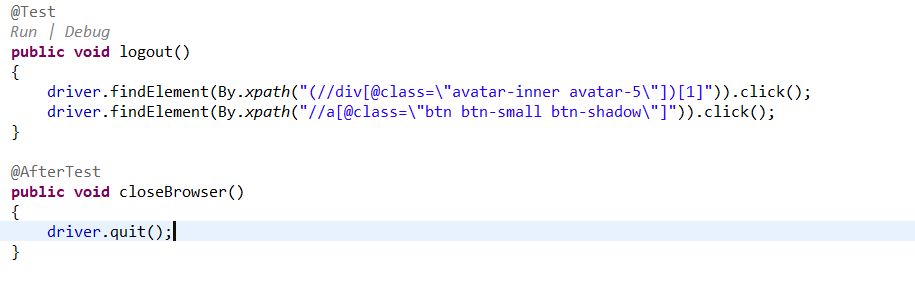 @Test
Run | Debug
public void logout()
{
driver.findElement(By.xpath("(//div[@class=\"avatar-inner avatar-5\"])[1]")).click();
driver.findElement(By.xpath("//a[@class=\"btn btn-small btn-shadow\"]")).click();
}
@AfterTest
public void closeBrowser()
{
driver.quit();
}